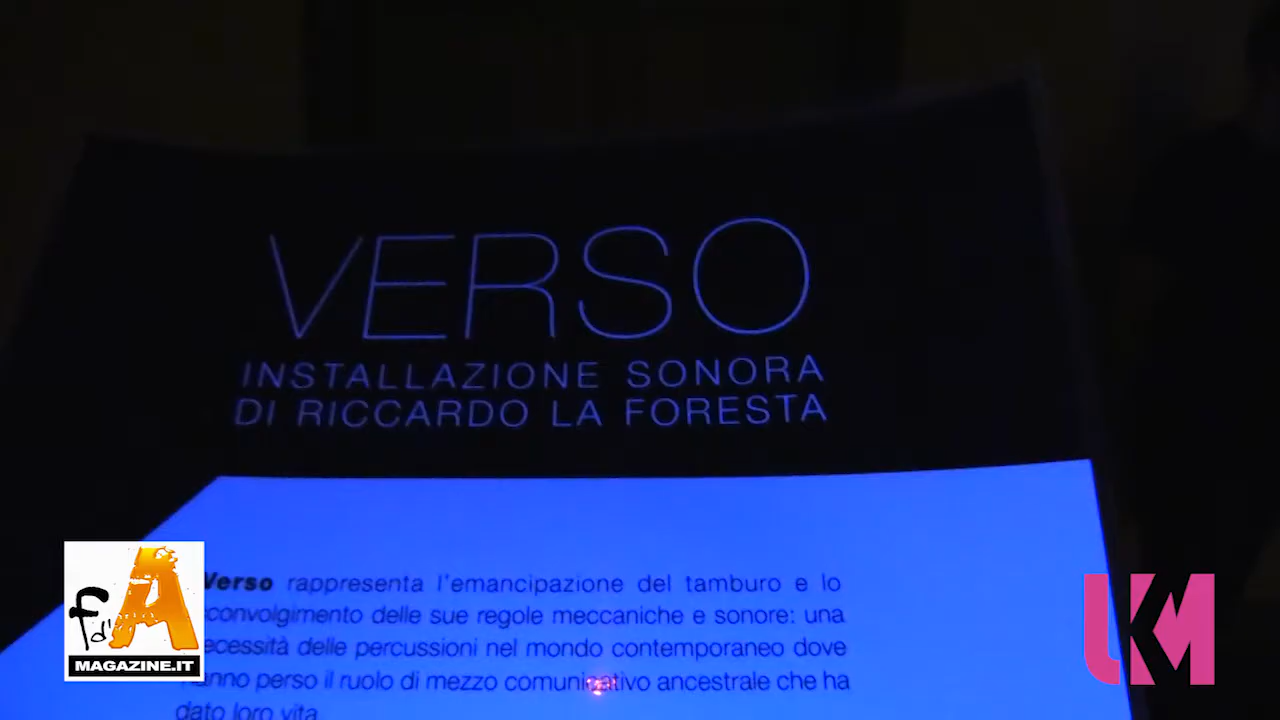 VERSO
INSTALLAZIONE SONORA
DI RICCARDO LA FORESTA
Verso rappresenta l'emancipazione del tamburo e lo
sconvolgimento delle sue regole meccaniche e sonore: una
necessità delle percussioni nel mondo contemporaneo dove
hanno perso il ruolo di mezzo comunicativo ancestrale che ha
dato loro vita
f d'A
MAGAZINE.IT
LKM